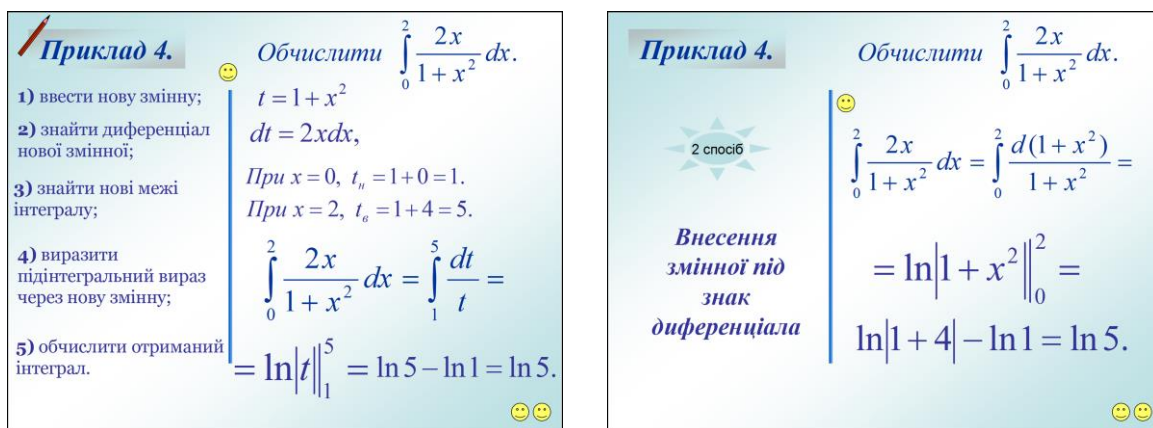 Приклад 4.
Обчислити ∫₀² 2x/(1 + x²) dx.
1) ввести нову змінну;
t = 1 + x²
2) знайти диференціал
нової змінної;
dt = 2xdx,
3) знайти нові межі
інтегралу;
При x = 0, tₙ = 1 + 0 = 1.
При x = 2, tв = 1 + 4 = 5.
4) виразити
підінтегральний вираз
через нову змінну;
∫₀² 2x/(1 + x²) dx = ∫₁⁵ dt/t =
5) обчислити отриманий
інтеграл.
= ln|t||₁⁵ = ln 5 − ln 1 = ln 5.
Приклад 4.
Обчислити ∫₀² 2x/(1 + x²) dx.
2 спосіб
Внесення
змінної під
знак
диференціала
∫₀² 2x/(1 + x²) dx = ∫₀² d(1 + x²)/(1 + x²) =
= ln|1 + x²||₀² =
ln|1 + 4| − ln 1 = ln 5.